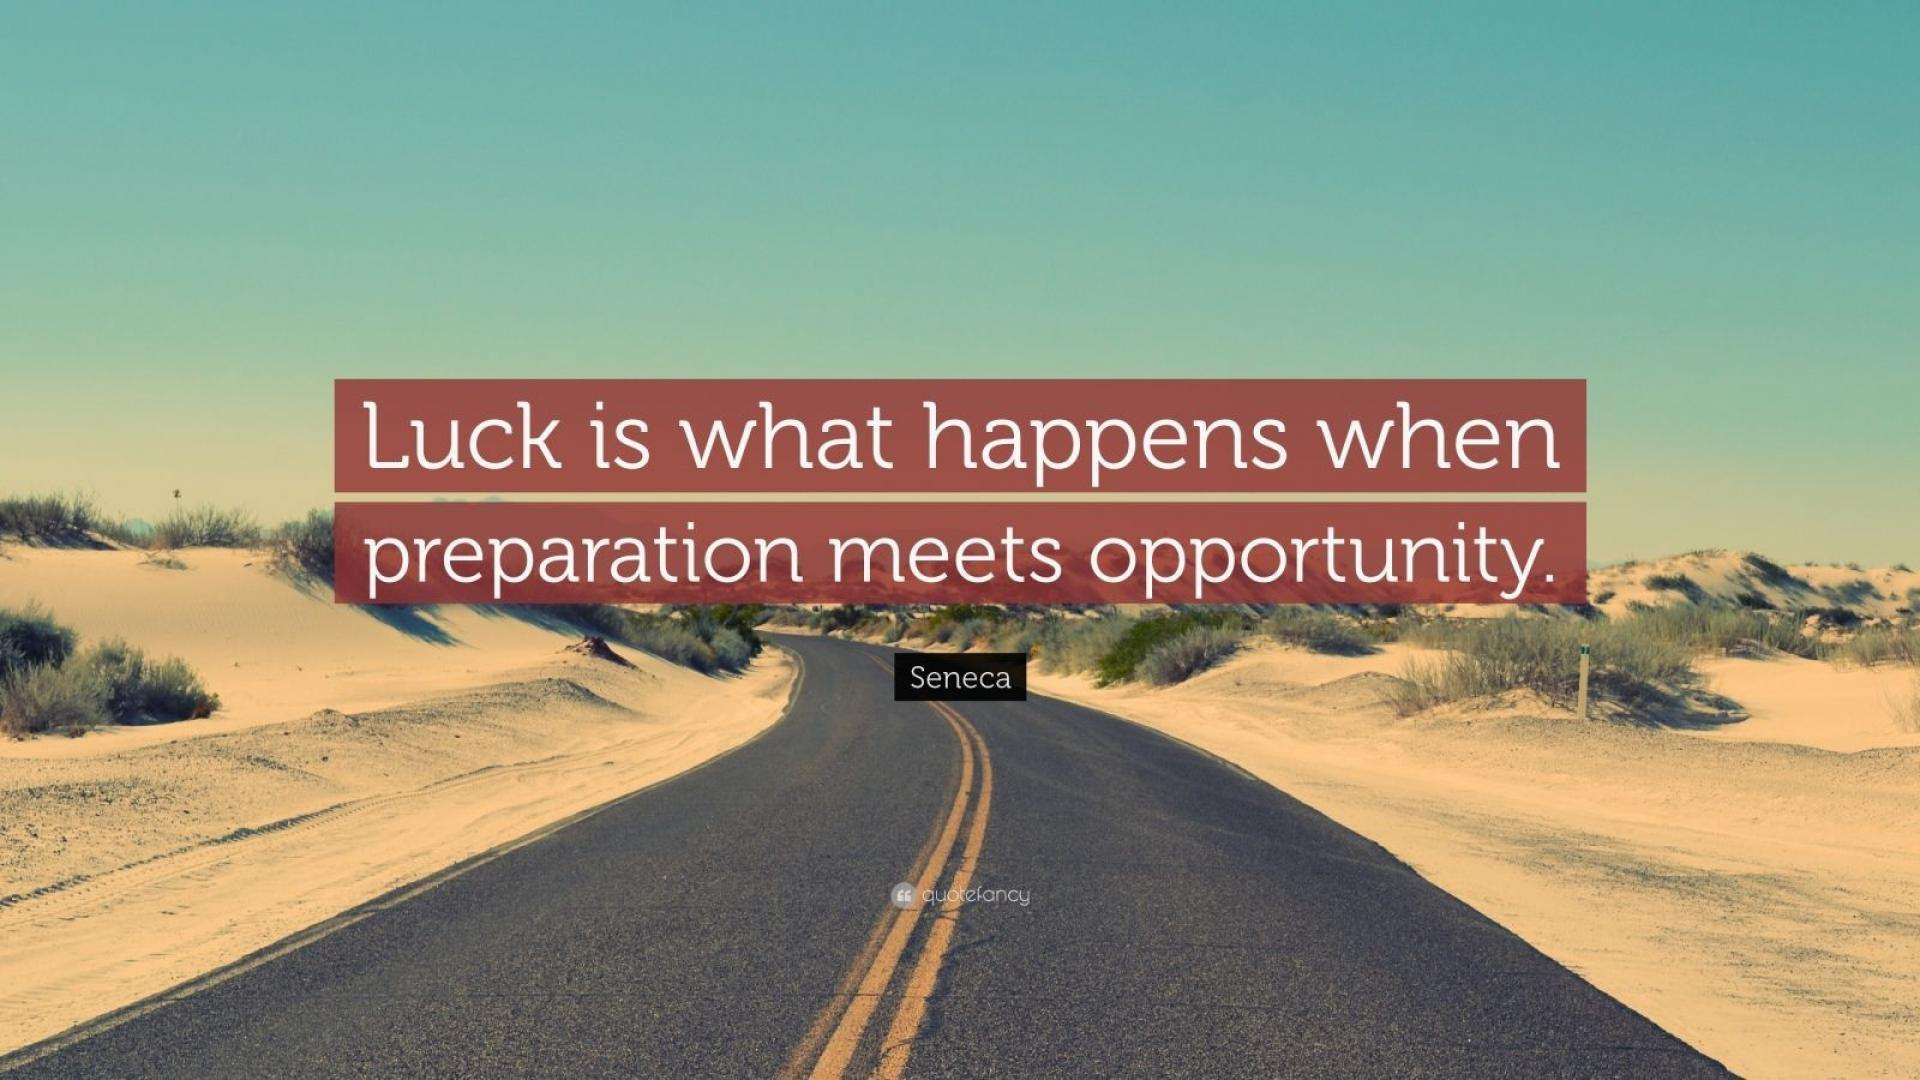 Luck is what happens when
preparation meets opportunity.
Seneca
quotefancy